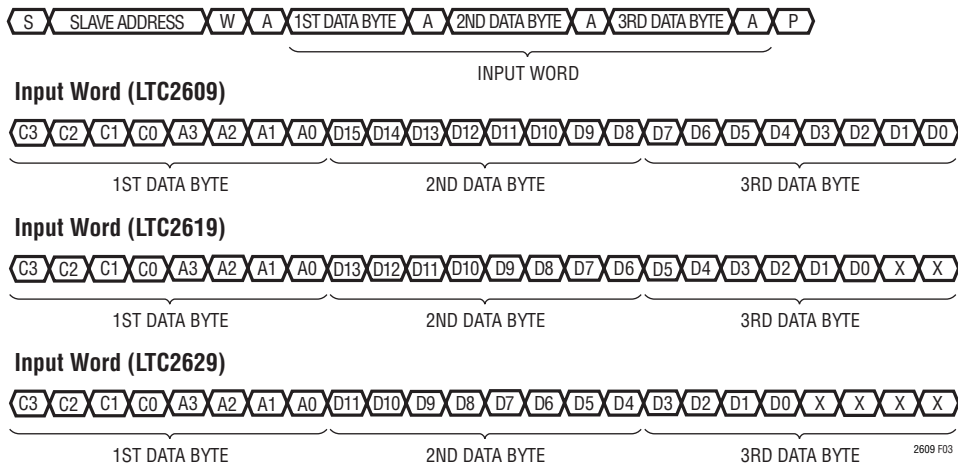 S SLAVE ADDRESS W A 1ST DATA BYTE A 2ND DATA BYTE A 3RD DATA BYTE A P
INPUT WORD
Input Word (LTC2609)
C3 C2 C1 C0 A3 A2 A1 A0 D15 D14 D13 D12 D11 D10 D9 D8 D7 D6 D5 D4 D3 D2 D1 D0
1ST DATA BYTE 2ND DATA BYTE 3RD DATA BYTE
Input Word (LTC2619)
C3 C2 C1 C0 A3 A2 A1 A0 D13 D12 D11 D10 D9 D8 D7 D6 D5 D4 D3 D2 D1 D0 X X
1ST DATA BYTE 2ND DATA BYTE 3RD DATA BYTE
Input Word (LTC2629)
C3 C2 C1 C0 A3 A2 A1 A0 D11 D10 D9 D8 D7 D6 D5 D4 D3 D2 D1 D0 X X X X
1ST DATA BYTE 2ND DATA BYTE 3RD DATA BYTE
2609 F03